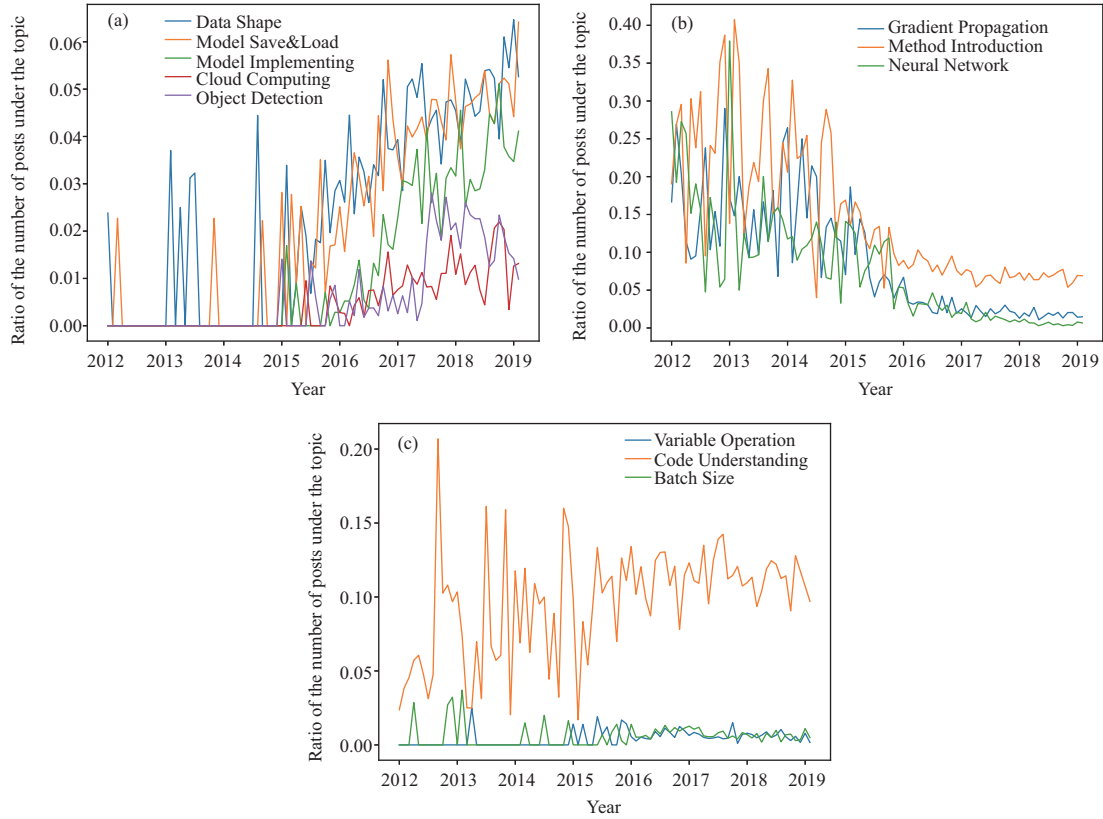 (a)
Data Shape
Model Save&Load
Model Implementing
Cloud Computing
Object Detection
Ratio of the number of posts under the topic
0.06
0.05
0.04
0.03
0.02
0.01
0.00
2012 2013 2014 2015 2016 2017 2018 2019
Year
(b)
Gradient Propagation
Method Introduction
Neural Network
Ratio of the number of posts under the topic
0.40
0.35
0.30
0.25
0.20
0.15
0.10
0.05
0.00
2012 2013 2014 2015 2016 2017 2018 2019
Year
(c)
Variable Operation
Code Understanding
Batch Size
Ratio of the number of posts under the topic
0.20
0.15
0.10
0.05
0.00
2012 2013 2014 2015 2016 2017 2018 2019
Year